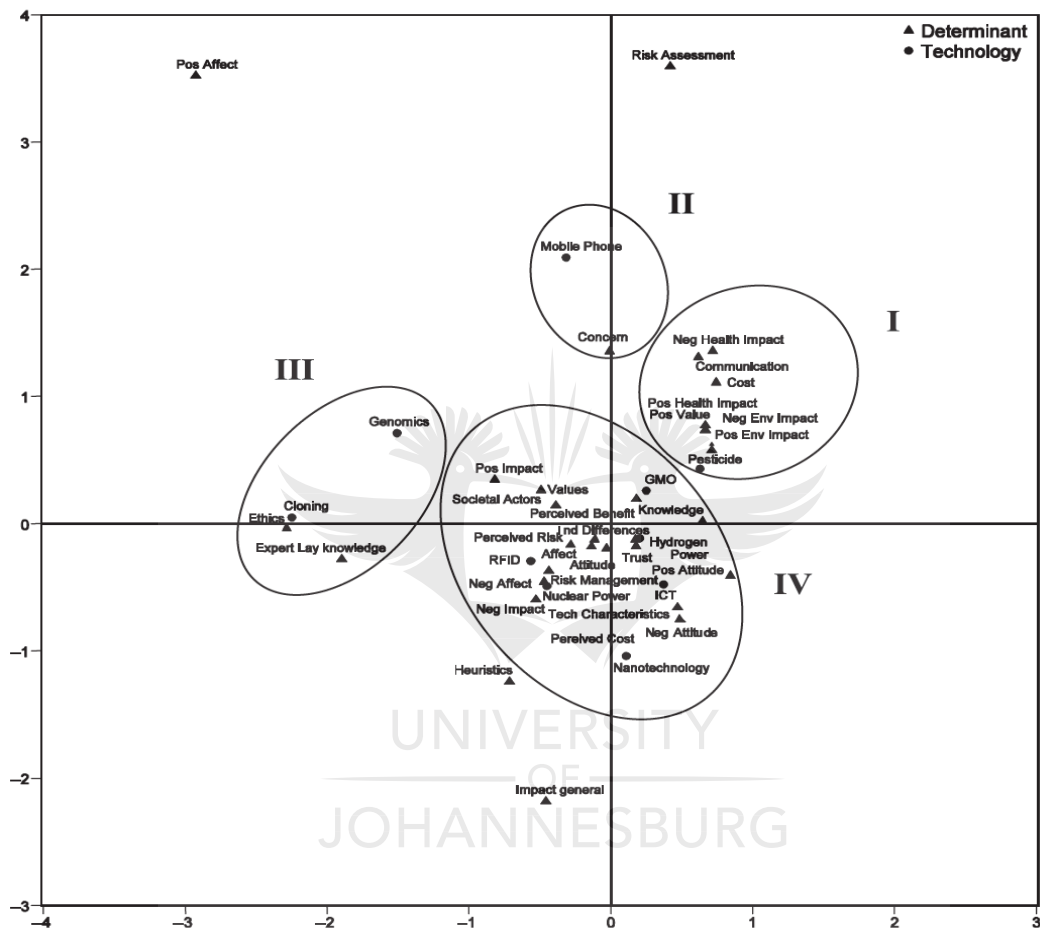 4
3
2
1
0
–1
–2
–3
–4
–3
–2
–1
0
1
2
3
Determinant
Technology
Pos Affect
Risk Assessment
II
Mobile Phone
Concern
I
Neg Health Impact
Communication
Cost
Pos Health Impact
Pos Value
Neg Env Impact
Pos Env Impact
Pesticide
III
Genomics
Cloning
Ethics
Expert Lay knowledge
Pos Impact
GMO
Values
Societal Actors
Perceived Benefit
Knowledge
Ind Differences
Perceived Risk
Hydrogen
Power
Affect
Trust
RFID
Attitude
Pos Attitude
IV
Neg Affect
Risk Management
Nuclear Power
ICT
Neg Impact
Tech Characteristics
Neg Attitude
Pereived Cost
Nanotechnology
Heuristics
Impact general
UNIVERSITY
OF
JOHANNESBURG